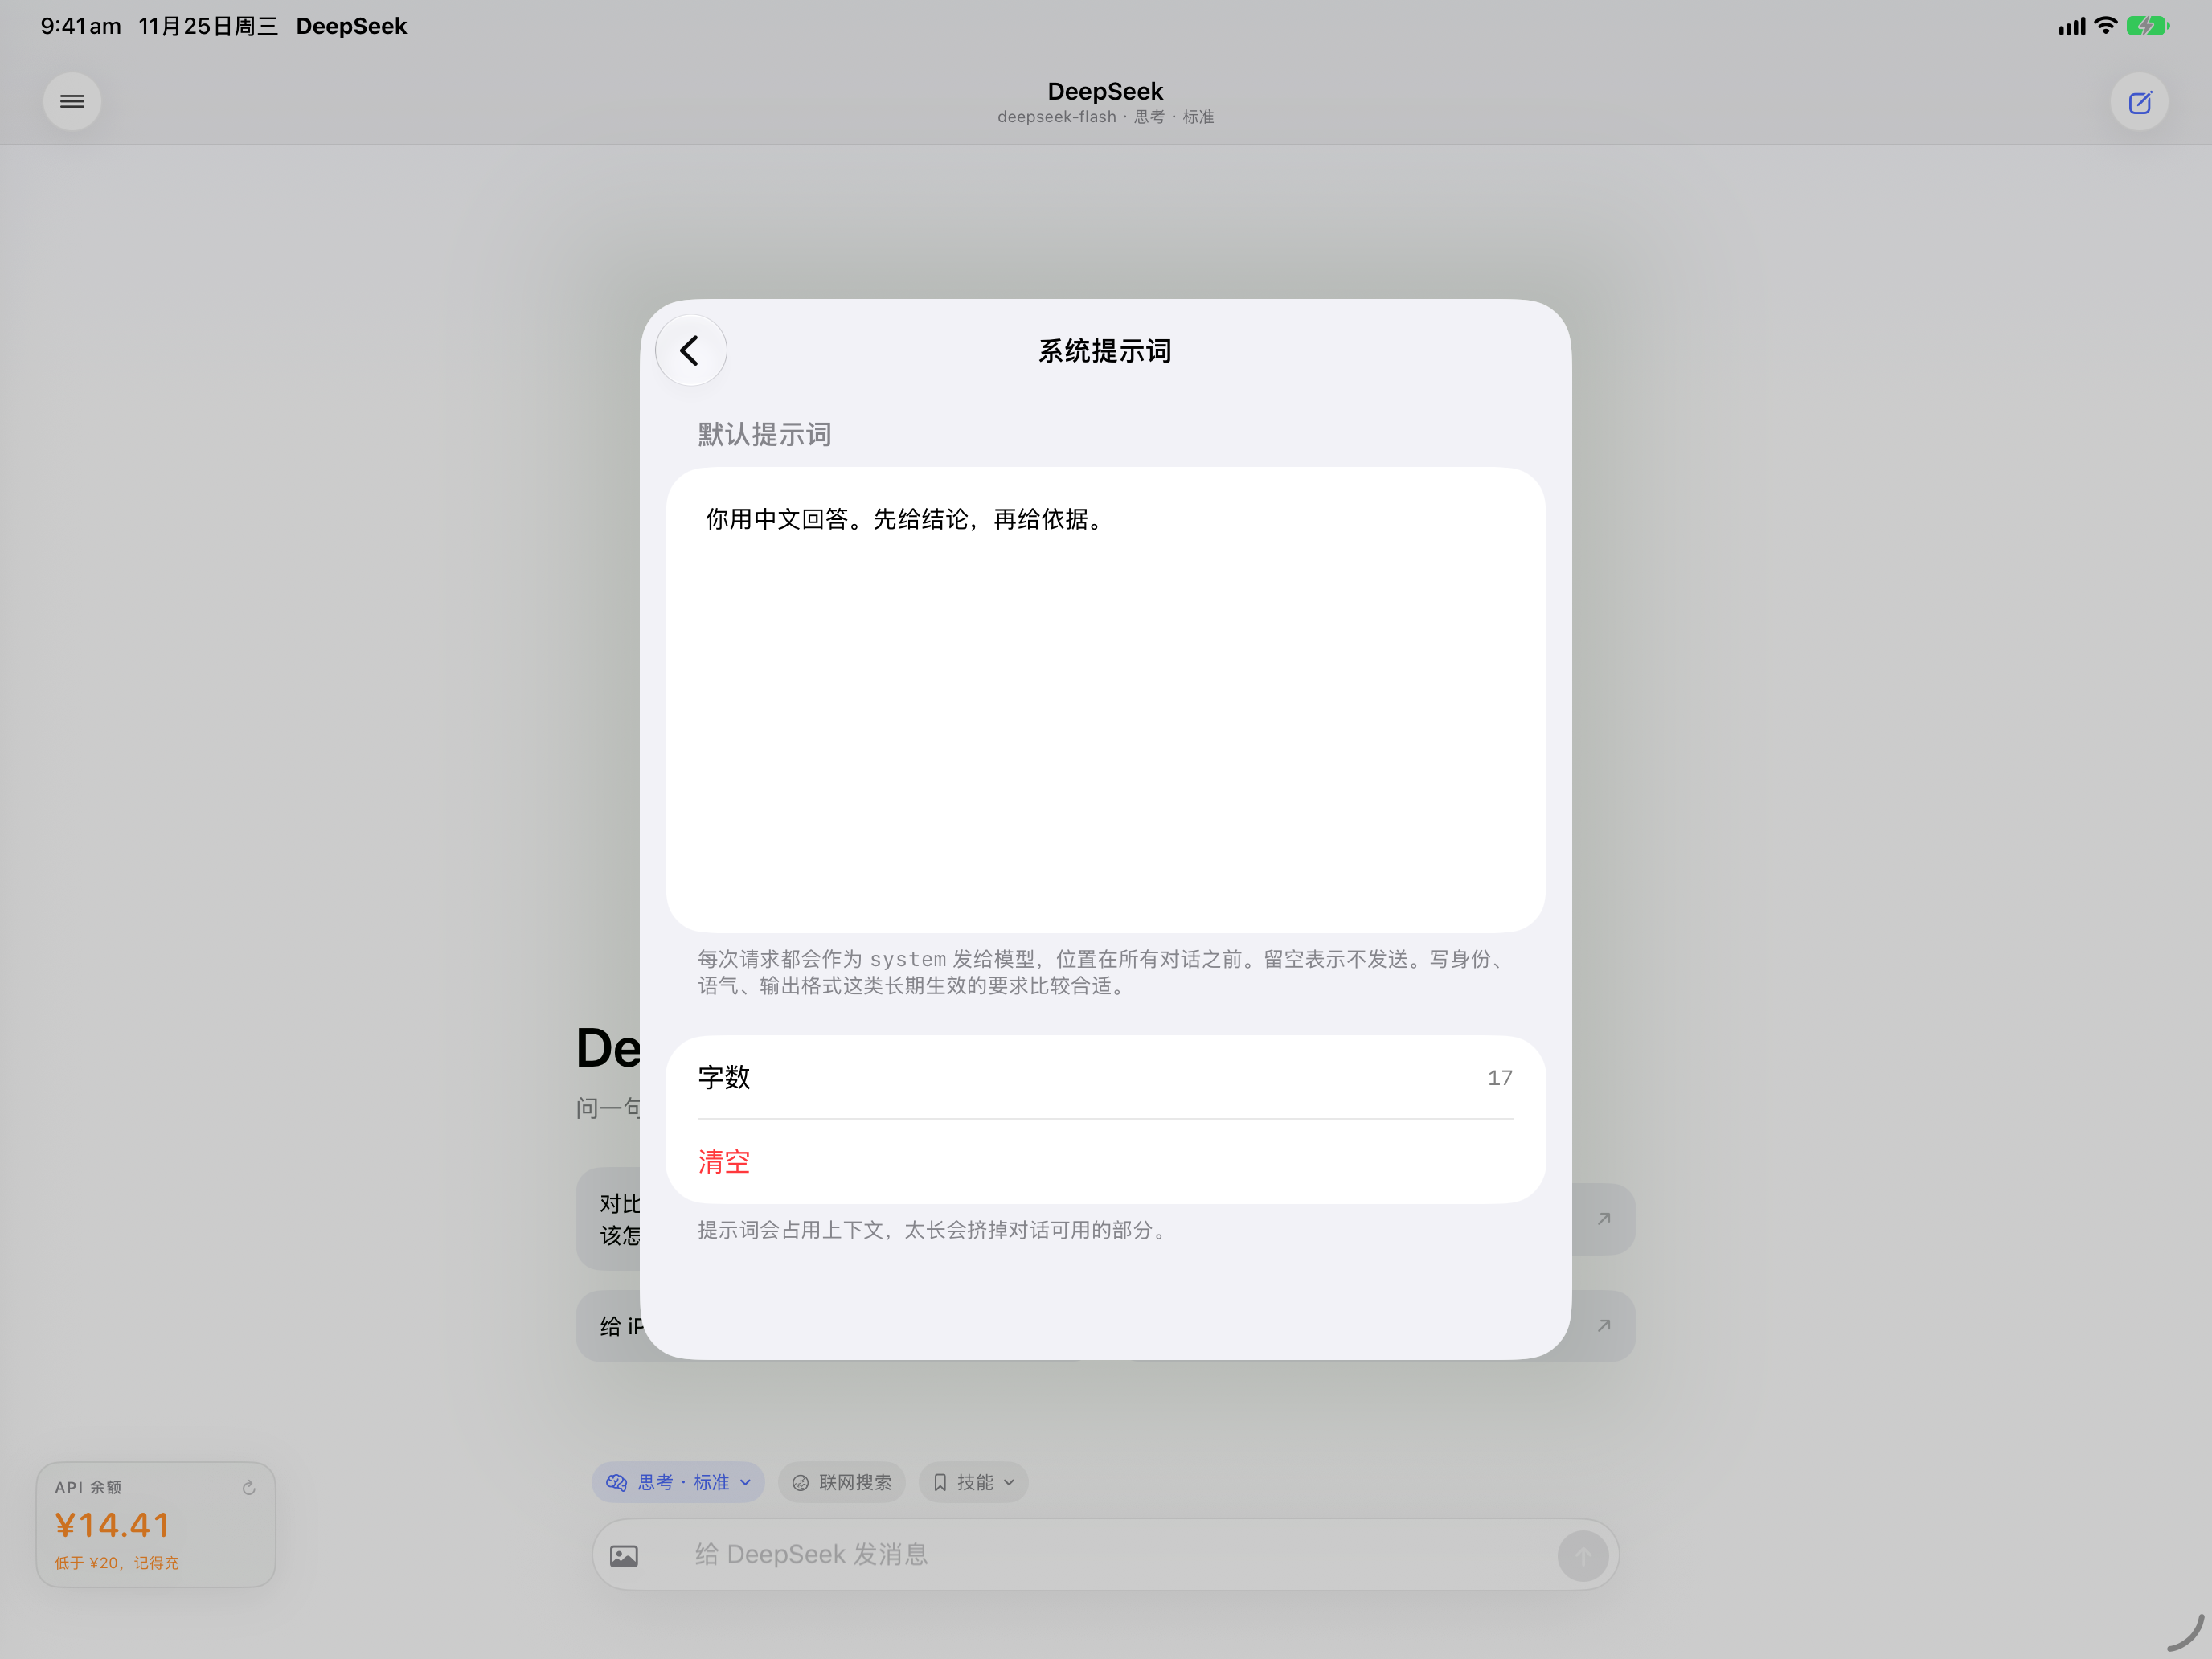 9:41am 11月25日周三 DeepSeek
DeepSeek
deepseek-flash · 思考 · 标准
系统提示词
默认提示词
你用中文回答。先给结论，再给依据。
每次请求都会作为 system 发给模型，位置在所有对话之前。留空表示不发送。写身份、
语气、输出格式这类长期生效的要求比较合适。
字数 17
清空
提示词会占用上下文，太长会挤掉对话可用的部分。
De
问一句
对比
该怎
给 iP
API 余额
¥14.41
低于 ¥20，记得充
思考 · 标准 联网搜索 技能
给 DeepSeek 发消息